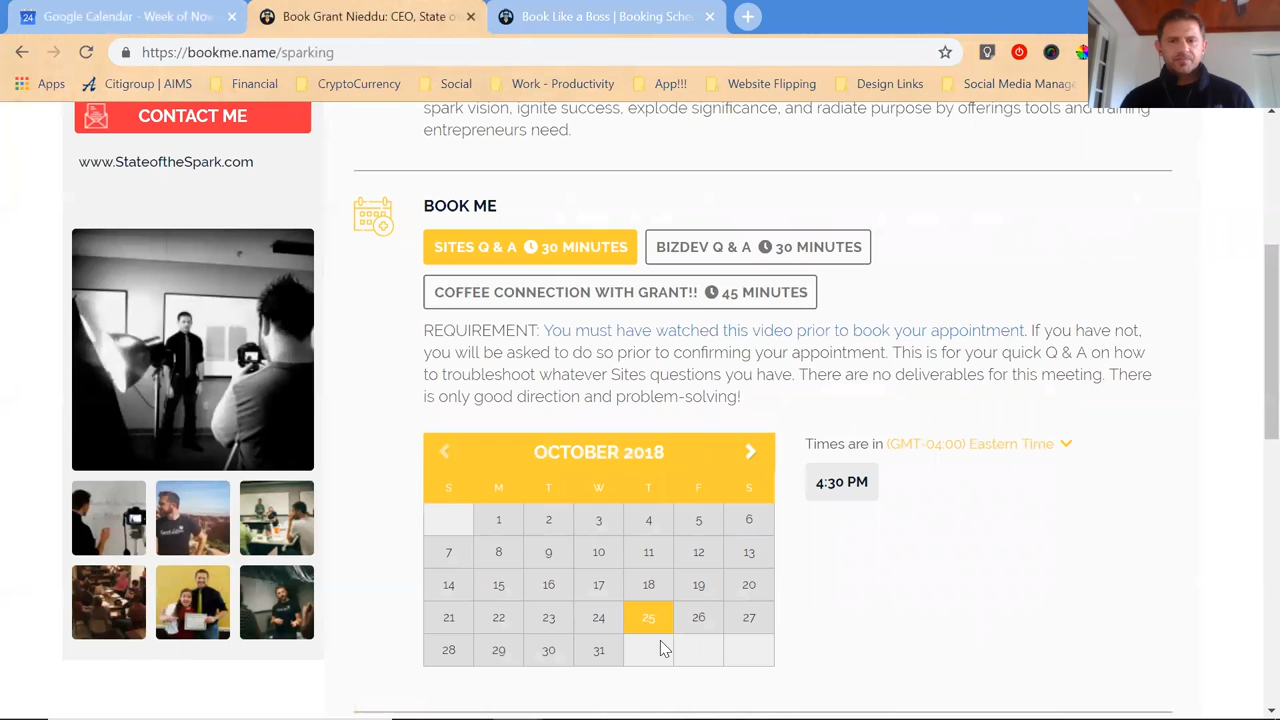 Google Calendar - Week of Nov
Book Grant Nieddu: CEO, State o
Book Like a Boss | Booking Sche
https://bookme.name/sparking
Apps
Citigroup | AIMS
Financial
CryptoCurrency
Social
Work - Productivity
App!!!
Website Flipping
Design Links
Social Media Manag
spark vision, ignite success, explode significance, and radiate purpose by offerings tools and training
entrepreneurs need.
CONTACT ME
www.StateoftheSpark.com
BOOK ME
SITES Q & A 30 MINUTES
BIZDEV Q & A 30 MINUTES
COFFEE CONNECTION WITH GRANT!! 45 MINUTES
REQUIREMENT: You must have watched this video prior to book your appointment. If you have not,
you will be asked to do so prior to confirming your appointment. This is for your quick Q & A on how
to troubleshoot whatever Sites questions you have. There are no deliverables for this meeting. There
is only good direction and problem-solving!
OCTOBER 2018
S M T W T F S
1 2 3 4 5 6
7 8 9 10 11 12 13
14 15 16 17 18 19 20
21 22 23 24 25 26 27
28 29 30 31
Times are in (GMT-04:00) Eastern Time
4:30 PM